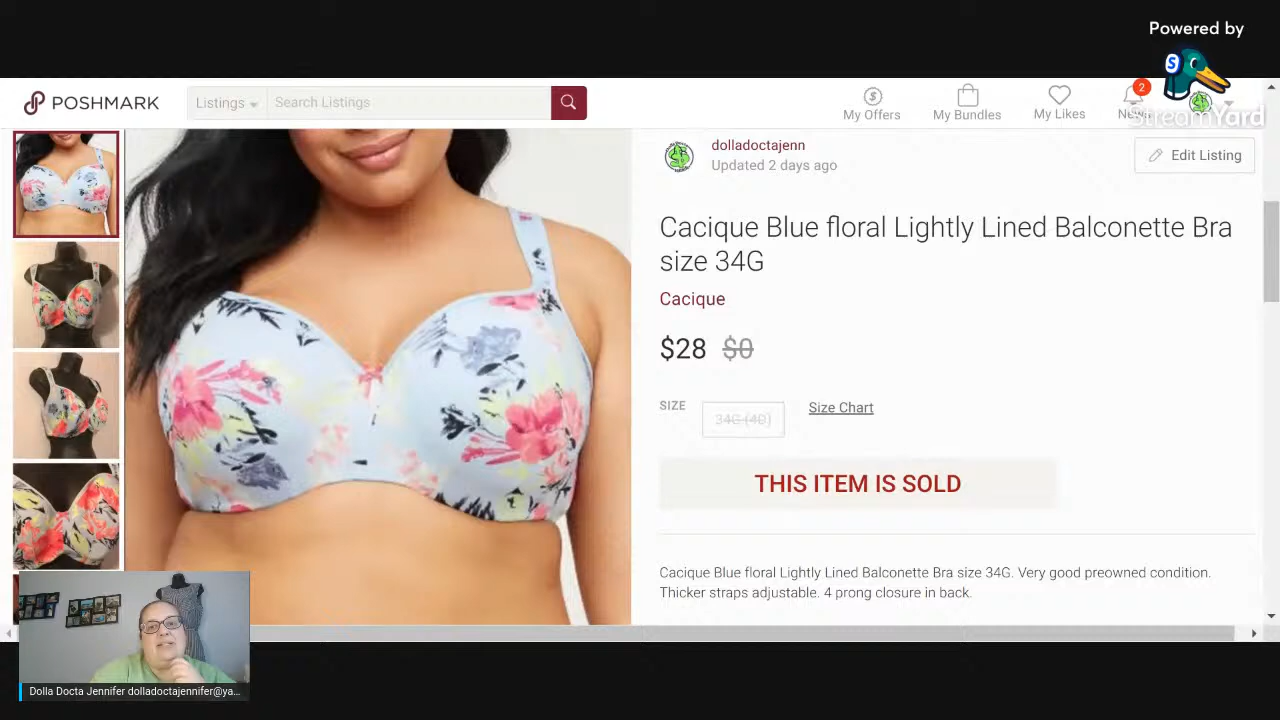 Powered by
StreamYard
POSHMARK
Listings
Search Listings
My Offers
My Bundles
My Likes
2
dolladoctajenn
Updated 2 days ago
Edit Listing
Cacique Blue floral Lightly Lined Balconette Bra
size 34G
Cacique
$28 $0
SIZE
34G (4D)
Size Chart
THIS ITEM IS SOLD
Cacique Blue floral Lightly Lined Balconette Bra size 34G. Very good preowned condition.
Thicker straps adjustable. 4 prong closure in back.
Dolla Docta Jennifer dolladoctajennifer@ya...